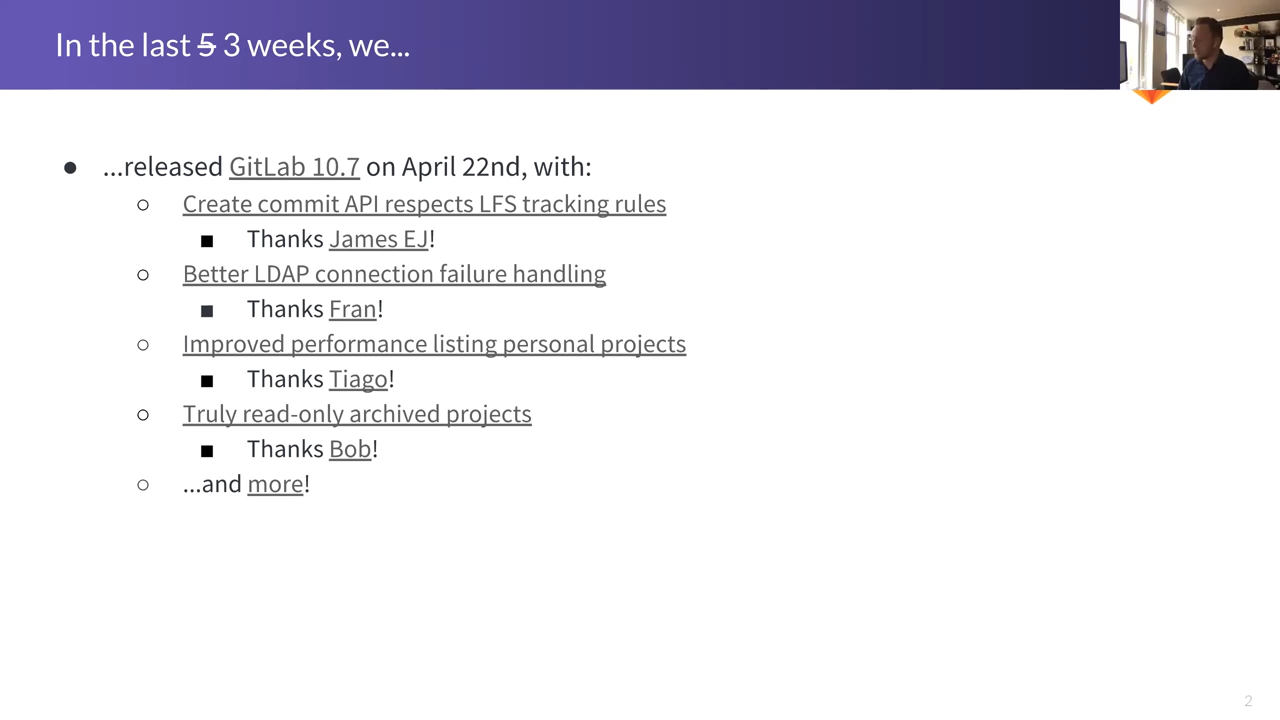 In the last 5 3 weeks, we...
● ...released GitLab 10.7 on April 22nd, with:
○ Create commit API respects LFS tracking rules
■ Thanks James EJ!
○ Better LDAP connection failure handling
■ Thanks Fran!
○ Improved performance listing personal projects
■ Thanks Tiago!
○ Truly read-only archived projects
■ Thanks Bob!
○ ...and more!
2